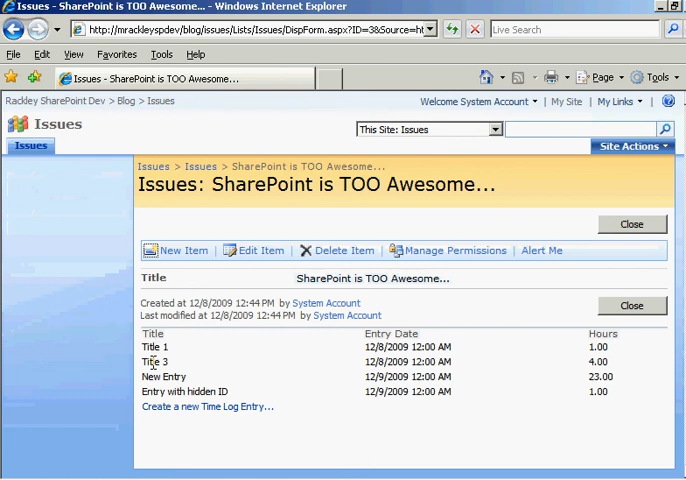 Issues - SharePoint is TOO Awesome... - Windows Internet Explorer
http://mrackleyspdev/blog/issues/Lists/Issues/DispForm.aspx?ID=3&Source=ht
Live Search
File Edit View Favorites Tools Help
Issues - SharePoint is TOO Awesome...
Page Tools
Rackley SharePoint Dev > Blog > Issues
Welcome System Account | My Site | My Links |
Issues
This Site: Issues
Issues
Site Actions
Issues > Issues > SharePoint is TOO Awesome...
Issues: SharePoint is TOO Awesome...
Close
New Item | Edit Item | Delete Item | Manage Permissions | Alert Me
Title SharePoint is TOO Awesome...
Created at 12/8/2009 12:44 PM by System Account
Close
Last modified at 12/8/2009 12:44 PM by System Account
Title Entry Date Hours
Title 1 12/8/2009 12:00 AM 1.00
Title 3 12/8/2009 12:00 AM 4.00
New Entry 12/9/2009 12:00 AM 23.00
Entry with hidden ID 12/9/2009 12:00 AM 1.00
Create a new Time Log Entry...